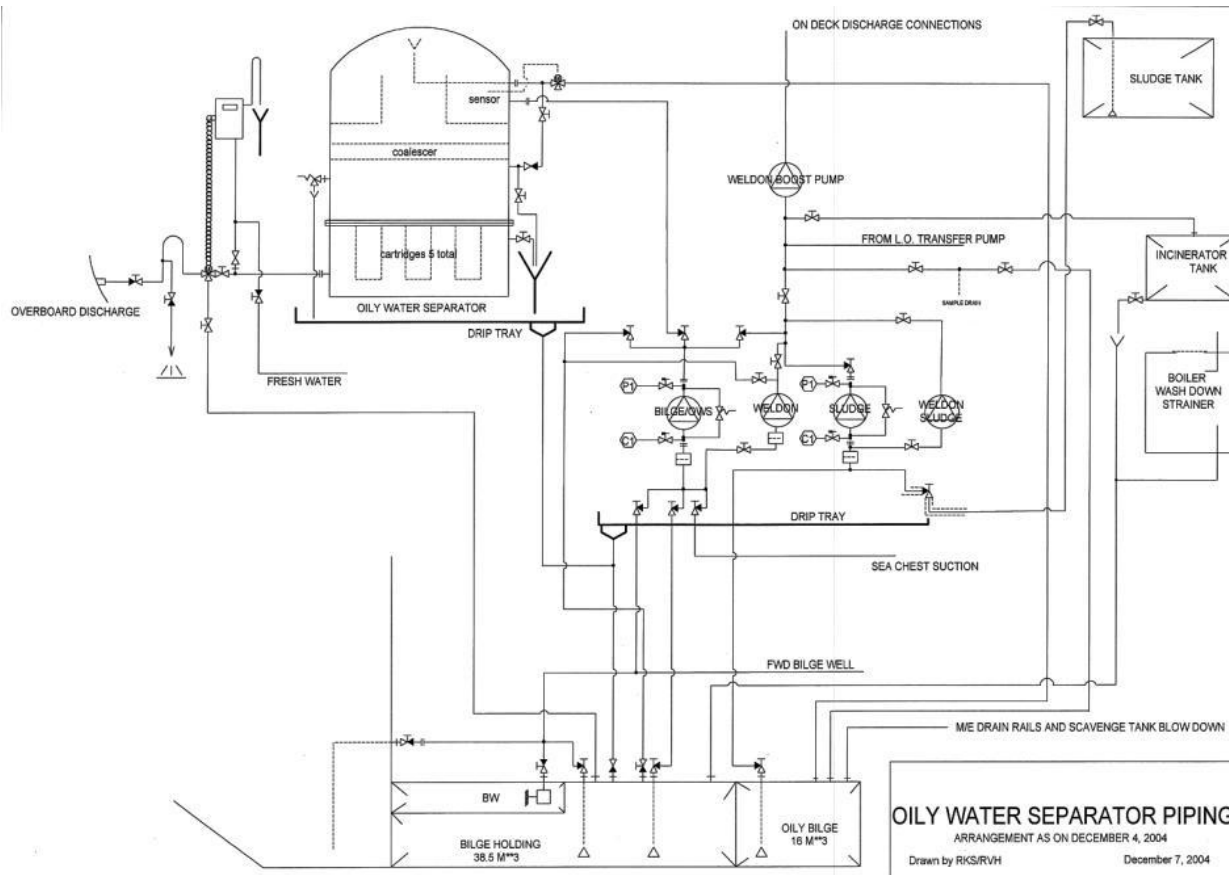 ON DECK DISCHARGE CONNECTIONS
SLUDGE TANK
sensor
coalescer
WELDON BOOST PUMP
FROM L.O. TRANSFER PUMP
INCINERATOR
TANK
cartridges 5 total
SAMPLE DRAIN
OVERBOARD DISCHARGE
OILY WATER SEPARATOR
DRIP TRAY
FRESH WATER
BOILER
WASH DOWN
STRAINER
P1
BILGE/OWS
WELDON
P1
SLUDGE
WELDON
SLUDGE
C1
C1
DRIP TRAY
SEA CHEST SUCTION
FWD BILGE WELL
M/E DRAIN RAILS AND SCAVENGE TANK BLOW DOWN
BW
BILGE HOLDING
38.5 M**3
OILY BILGE
16 M**3
OILY WATER SEPARATOR PIPING
ARRANGEMENT AS ON DECEMBER 4, 2004
Drawn by RKS/RVH
December 7, 2004